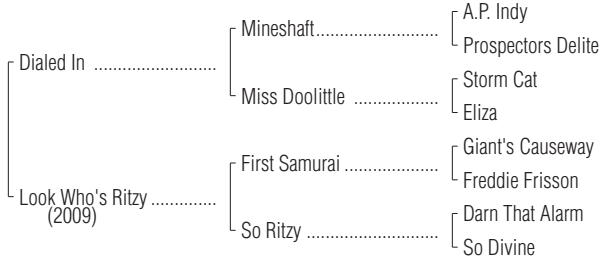 A.P. Indy
Mineshaft..........................
Prospectors Delite
Dialed In ..........................
Storm Cat
Miss Doolittle ..................
Eliza
Giant's Causeway
First Samurai ....................
Freddie Frisson
Look Who's Ritzy ..............
(2009)
Darn That Alarm
So Ritzy ............................
So Divine